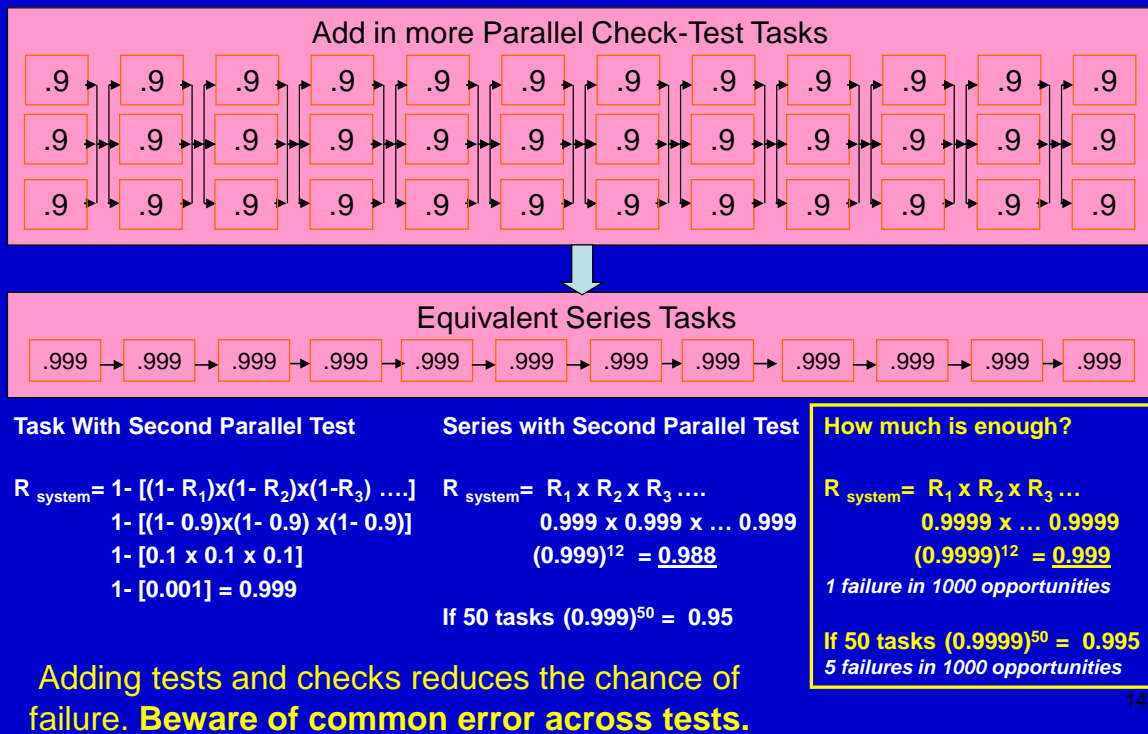 Add in more Parallel Check-Test Tasks
.9 .9 .9 .9 .9 .9 .9 .9 .9 .9 .9 .9
.9 .9 .9 .9 .9 .9 .9 .9 .9 .9 .9 .9
.9 .9 .9 .9 .9 .9 .9 .9 .9 .9 .9 .9
Equivalent Series Tasks
.999 .999 .999 .999 .999 .999 .999 .999 .999 .999 .999 .999
Task With Second Parallel Test
R system= 1- [(1- R1)x(1- R2)x(1-R3) ….]
1- [(1- 0.9)x(1- 0.9) x(1- 0.9)]
1- [0.1 x 0.1 x 0.1]
1- [0.001] = 0.999
Series with Second Parallel Test
R system= R1 x R2 x R3 ….
0.999 x 0.999 x … 0.999
(0.999)12 = 0.988
If 50 tasks (0.999)50 = 0.95
How much is enough?
R system= R1 x R2 x R3 …
0.9999 x … 0.9999
(0.9999)12 = 0.999
1 failure in 1000 opportunities
If 50 tasks (0.9999)50 = 0.995
5 failures in 1000 opportunities
Adding tests and checks reduces the chance of
failure. Beware of common error across tests.
14